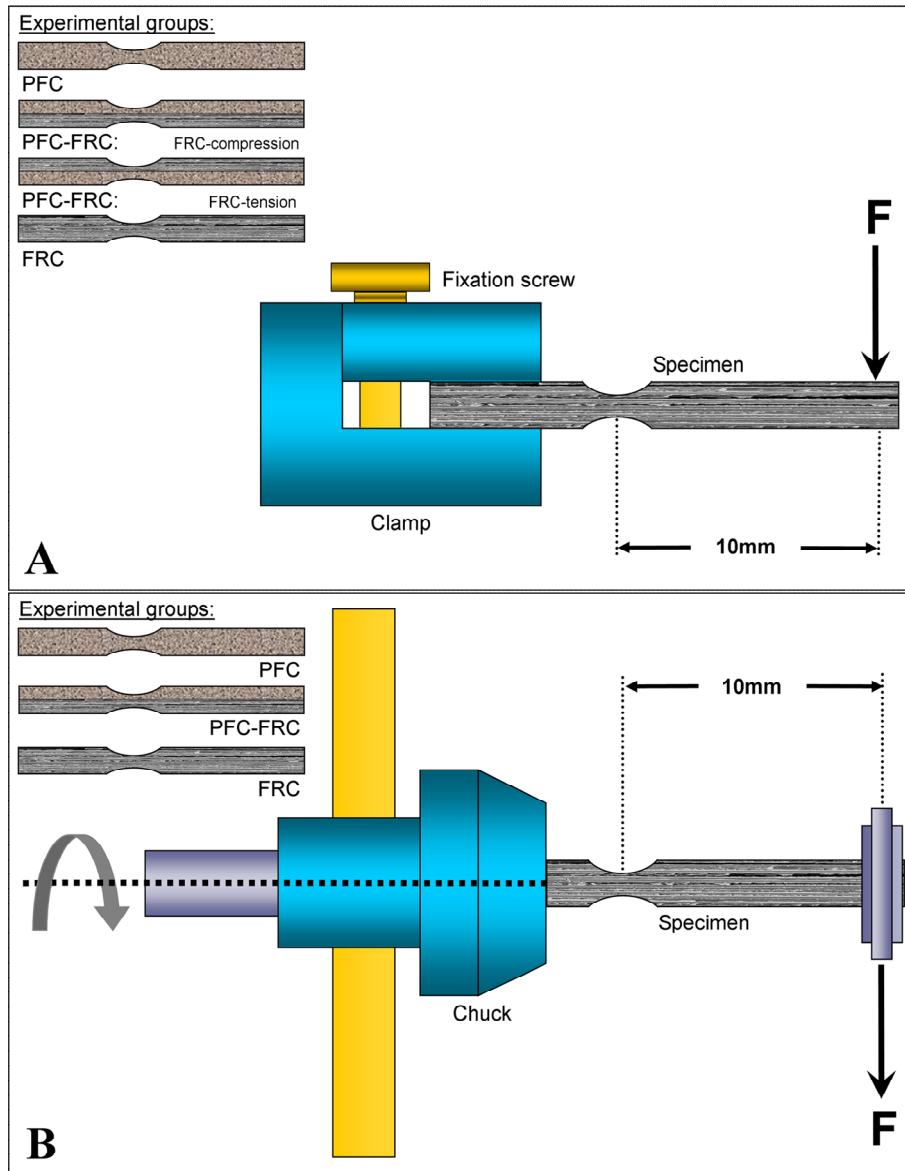 Experimental groups:
PFC
PFC-FRC: FRC-compression
PFC-FRC: FRC-tension
FRC
F
Fixation screw
Specimen
Clamp
10mm
A
Experimental groups:
PFC
PFC-FRC
FRC
10mm
Specimen
Chuck
F
B